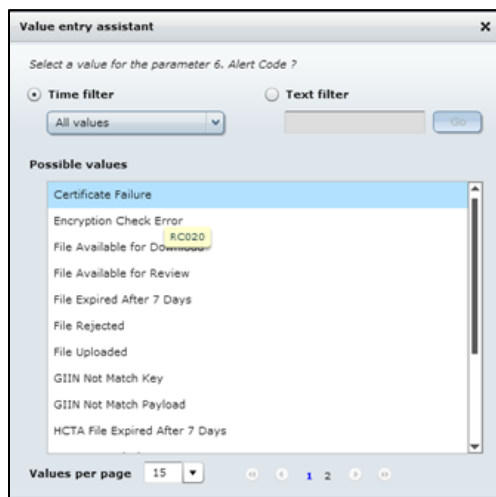 Value entry assistant
Select a value for the parameter 6. Alert Code ?
Time filter
Text filter
All values
Go
Possible values
Certificate Failure
Encryption Check Error
RC020
File Available for Download
File Available for Review
File Expired After 7 Days
File Rejected
File Uploaded
GIIN Not Match Key
GIIN Not Match Payload
HCTA File Expired After 7 Days
Values per page 15 1 2